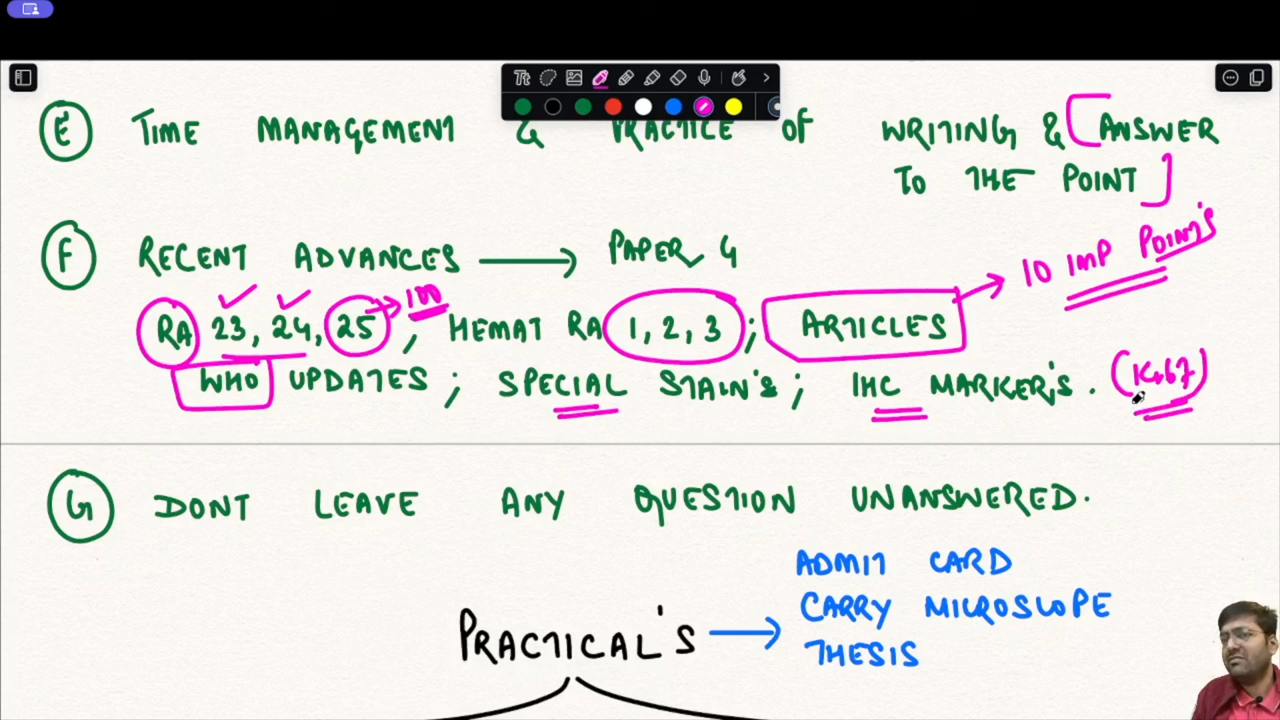 E TIME MANAGEMENT & PRACTICE OF WRITING & [ANSWER
TO THE POINT]
F RECENT ADVANCES → PAPER 4
10 IMP POINTS
RA 23, 24, 25 → 100 ; HEMAT RA 1, 2, 3 ; ARTICLES
WHO UPDATES ; SPECIAL STAIN'S ; IHC MARKER'S . (Ki67)
G DONT LEAVE ANY QUESTION UNANSWERED.
PRACTICAL'S → ADMIT CARD
CARRY MICROSCOPE
THESIS